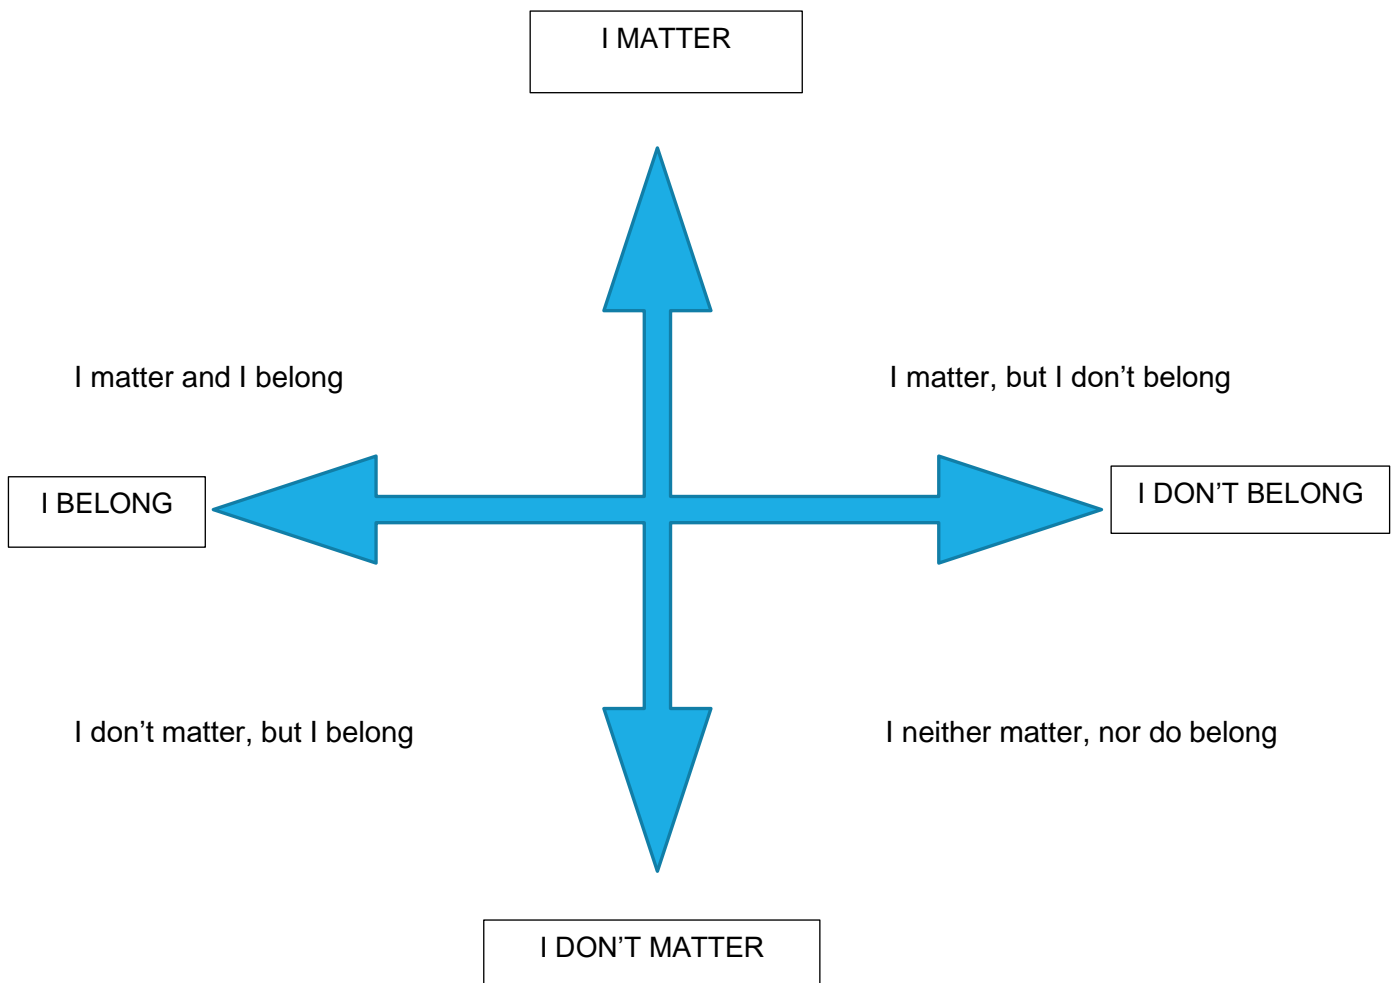 I MATTER
I matter and I belong
I matter, but I don’t belong
I BELONG
I DON’T BELONG
I don’t matter, but I belong
I neither matter, nor do belong
I DON’T MATTER